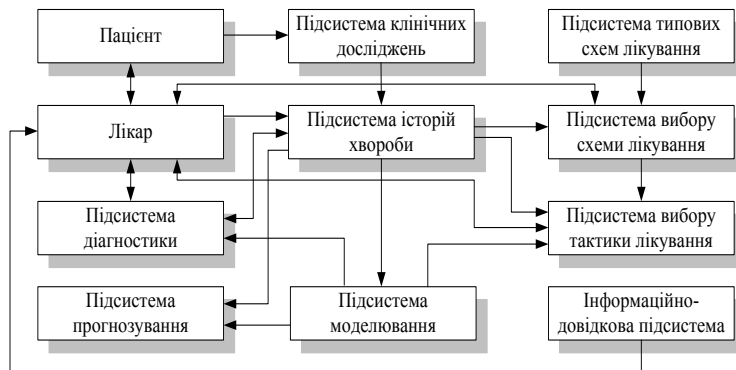 Пацієнт
Підсистема клінічних
досліджень
Підсистема типових
схем лікування
Лікар
Підсистема історій
хвороби
Підсистема вибору
схеми лікування
Підсистема
діагностики
Підсистема вибору
тактики лікування
Підсистема
прогнозування
Підсистема
моделювання
Інформаційно-
довідкова підсистема